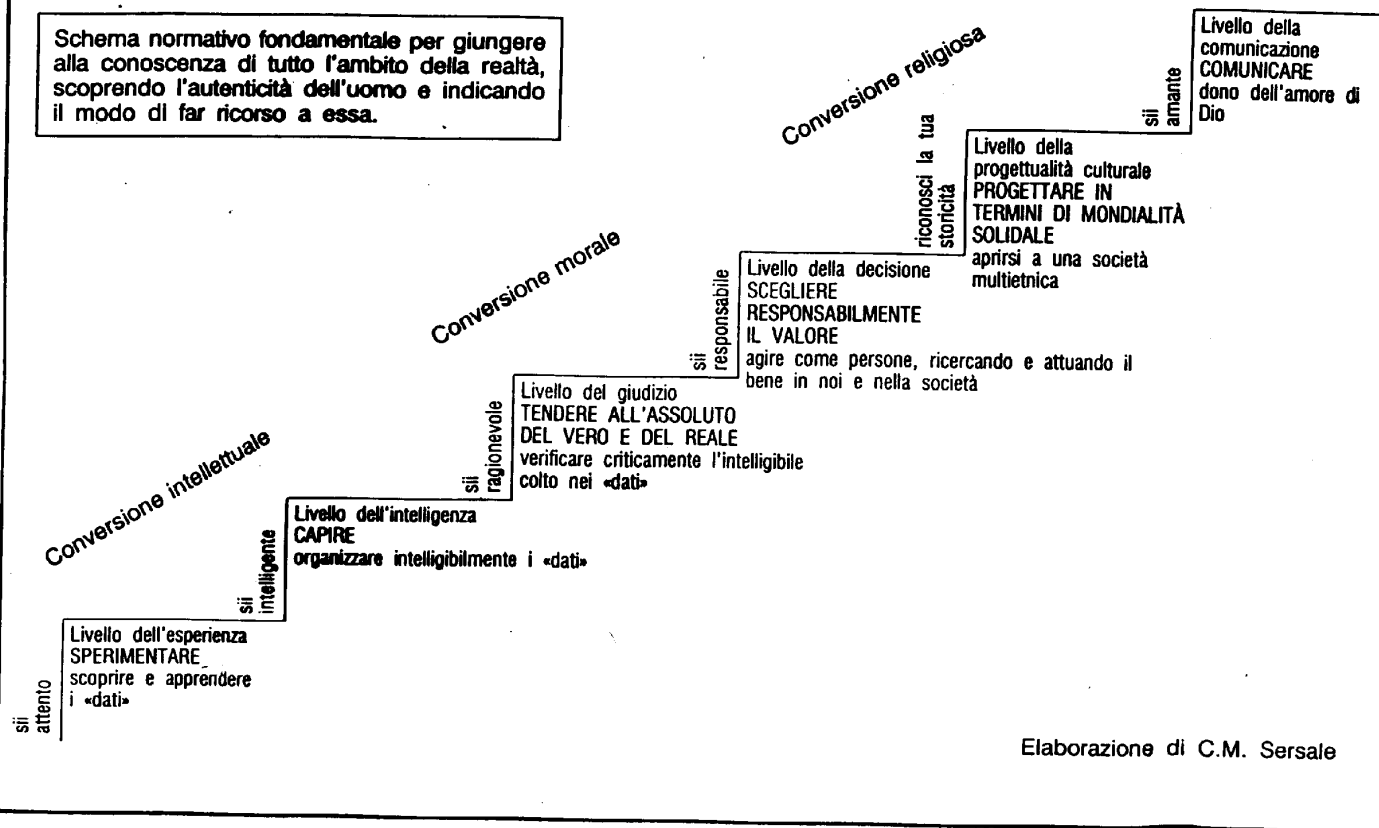 Schema normativo fondamentale per giungere
alla conoscenza di tutto l'ambito della realtà,
scoprendo l'autenticità dell'uomo e indicando
il modo di far ricorso a essa.
Conversione religiosa
sii
amante
Livello della
comunicazione
COMUNICARE
dono dell'amore di
Dio
riconosci la tua
storicità
Livello della
progettualità culturale
PROGETTARE IN
TERMINI DI MONDIALITÀ
SOLIDALE
aprirsi a una società
multietnica
Conversione morale
sii
responsabile
Livello della decisione
SCEGLIERE
RESPONSABILMENTE
IL VALORE
agire come persone, ricercando e attuando il
bene in noi e nella società
sii
ragionevole
Livello del giudizio
TENDERE ALL'ASSOLUTO
DEL VERO E DEL REALE
verificare criticamente l'intelligibile
colto nei «dati»
Conversione intellettuale
sii
intelligente
Livello dell'intelligenza
CAPIRE
organizzare intelligibilmente i «dati»
sii
attento
Livello dell'esperienza
SPERIMENTARE
scoprire e apprendere
i «dati»
Elaborazione di C.M. Sersale